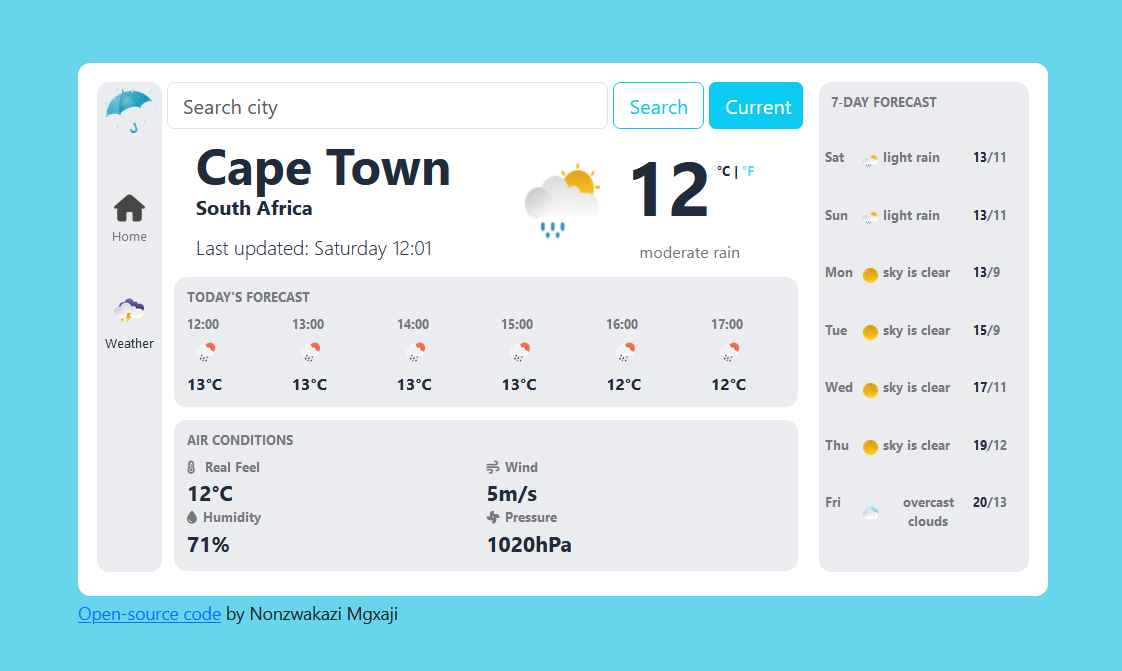 Search city
Search
Current
Home
Weather
Cape Town
South Africa
Last updated: Saturday 12:01
12 °C | °F
moderate rain
TODAY'S FORECAST
12:00 13:00 14:00 15:00 16:00 17:00
13°C 13°C 13°C 13°C 12°C 12°C
AIR CONDITIONS
Real Feel
12°C
Humidity
71%
Wind
5m/s
Pressure
1020hPa
7-DAY FORECAST
Sat light rain 13/11
Sun light rain 13/11
Mon sky is clear 13/9
Tue sky is clear 15/9
Wed sky is clear 17/11
Thu sky is clear 19/12
Fri overcast 20/13
clouds
Open-source code by Nonzwakazi Mgxaji